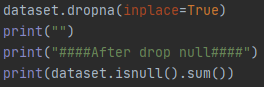 dataset.dropna(inplace=True)
print("")
print("####After drop null####")
print(dataset.isnull().sum())